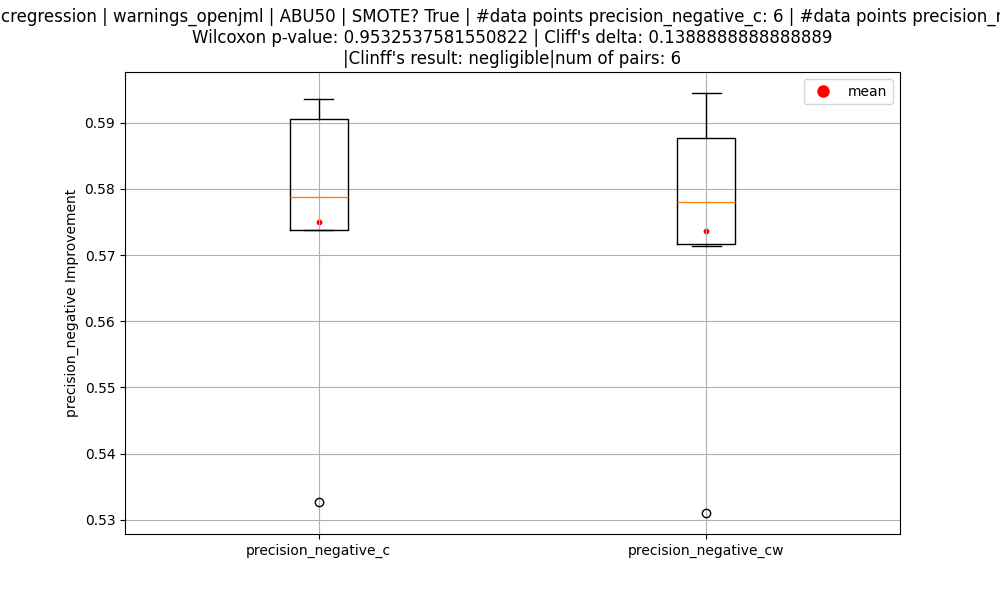 cregression | warnings_openjml | ABU50 | SMOTE? True | #data points precision_negative_c: 6 | #data points
Wilcoxon p-value: 0.9532537581550822 | Cliff's delta: 0.1388888888888889
|Clinff's result: negligible|num of pairs: 6
mean
0.59
0.58
0.57
0.56
0.55
0.54
0.53
precision_negative Improvement
precision_negative_c
precision_negative_cw